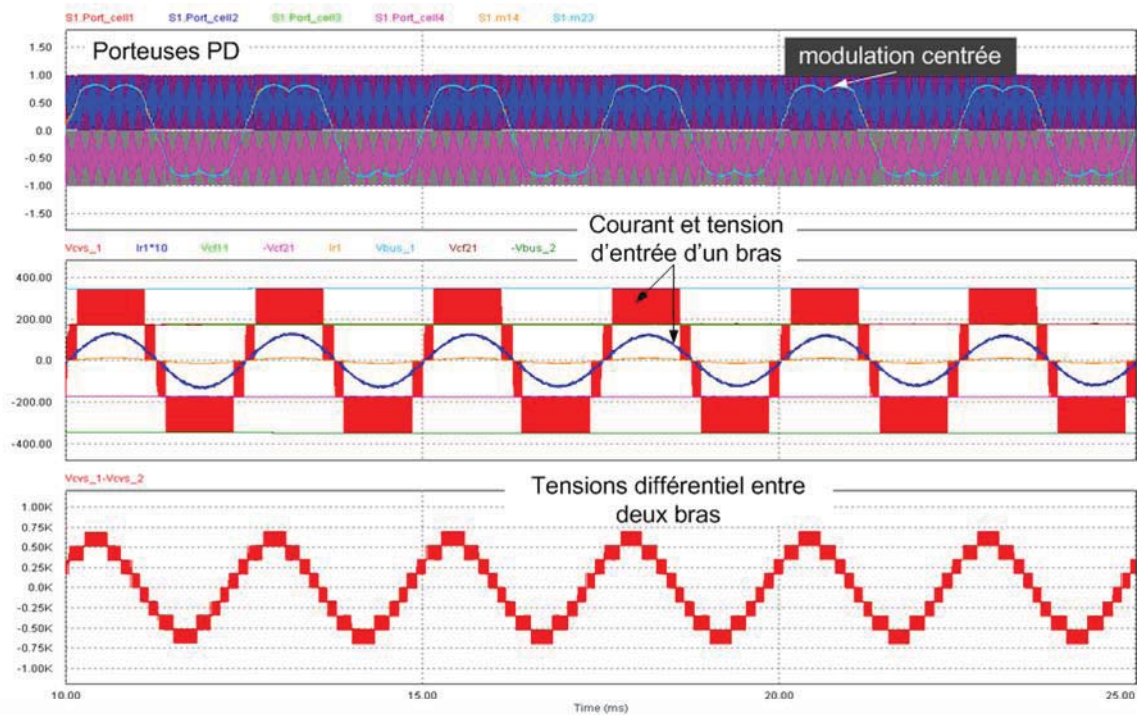 S1.Port_cell1 S1.Port_cell2 S1.Port_cell3 S1.Port_cell4 S1.m14 S1.m23
Porteuses PD
modulation centrée
1.50
1.00
0.50
0.0
-0.50
-1.00
-1.50
Vcvs_1 Ir1*10 Vcf11 -Vcf21 Ir1 Vbus_1 Vcf21 -Vbus_2
Courant et tension
d'entrée d'un bras
400.00
200.00
0.0
-200.00
-400.00
Vcvs_1-Vcvs_2
Tensions différentiel entre
deux bras
1.00K
0.75K
0.50K
0.25K
0.0K
-0.25K
-0.50K
-0.75K
-1.00K
10.00 15.00 20.00 25.00
Time (ms)